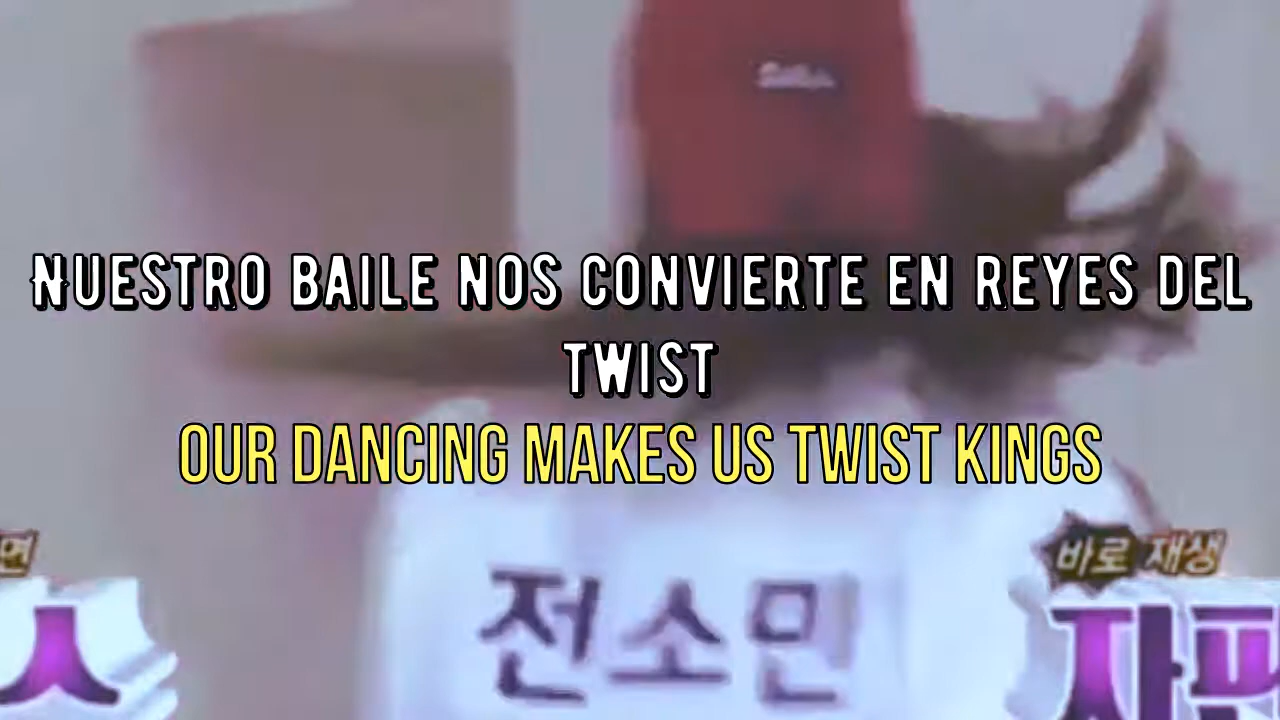 NUESTRO BAILE NOS CONVIERTE EN REYES DEL
TWIST
OUR DANCING MAKES US TWIST KINGS
바로 재생
전소민